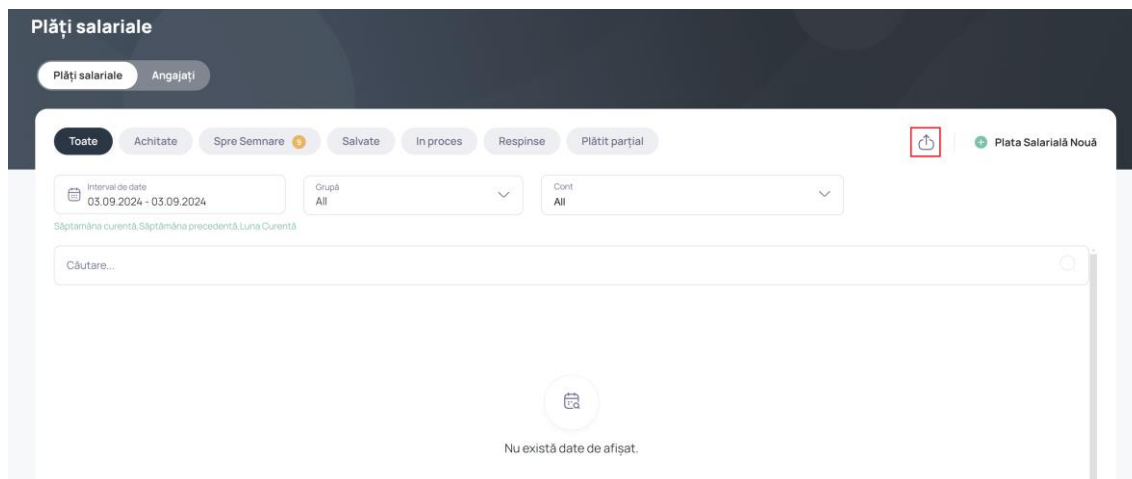 Plăți salariale
Plăți salariale Angajați
Toate Achitate Spre Semnare 9 Salvate In proces Respinse Plătit parțial Plata Salarială Nouă
Interval de date Grupă Cont
03.09.2024 - 03.09.2024 All All
Săptamâna curentă,Săptămâna precedentă,Luna Curentă
Căutare...
Nu există date de afișat.